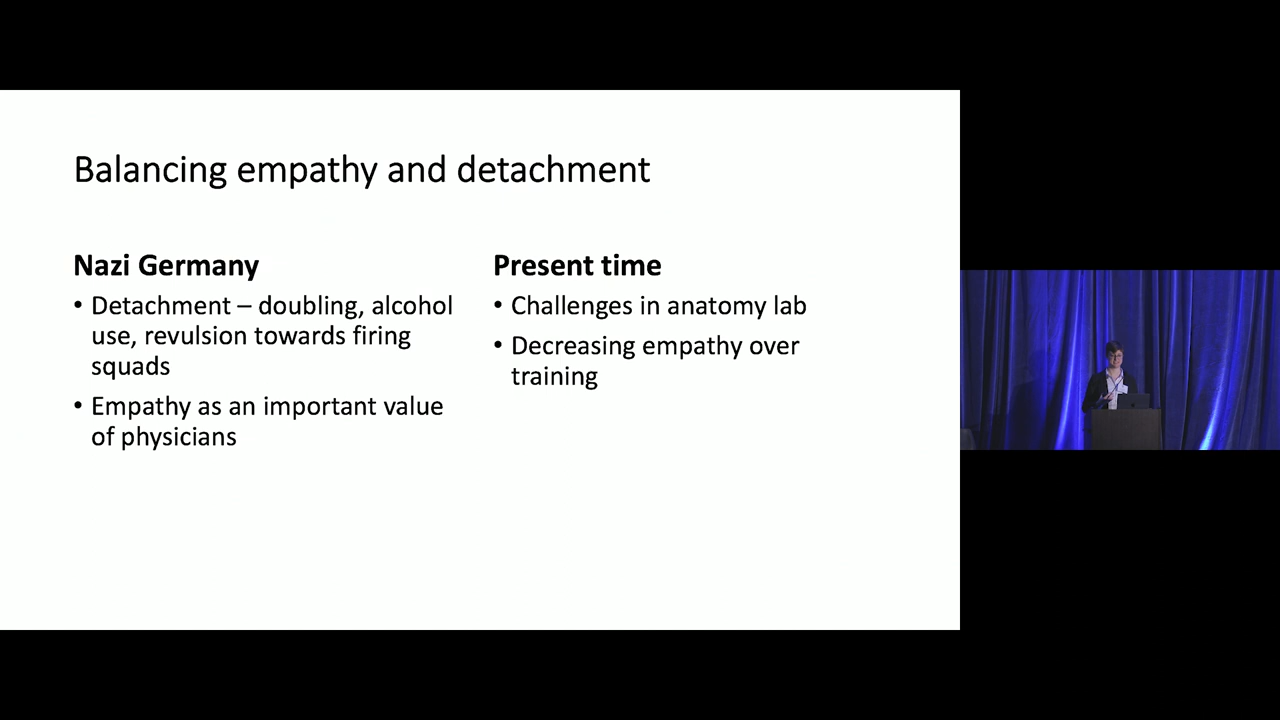 Balancing empathy and detachment
Nazi Germany
• Detachment – doubling, alcohol
use, revulsion towards firing
squads
• Empathy as an important value
of physicians
Present time
• Challenges in anatomy lab
• Decreasing empathy over
training